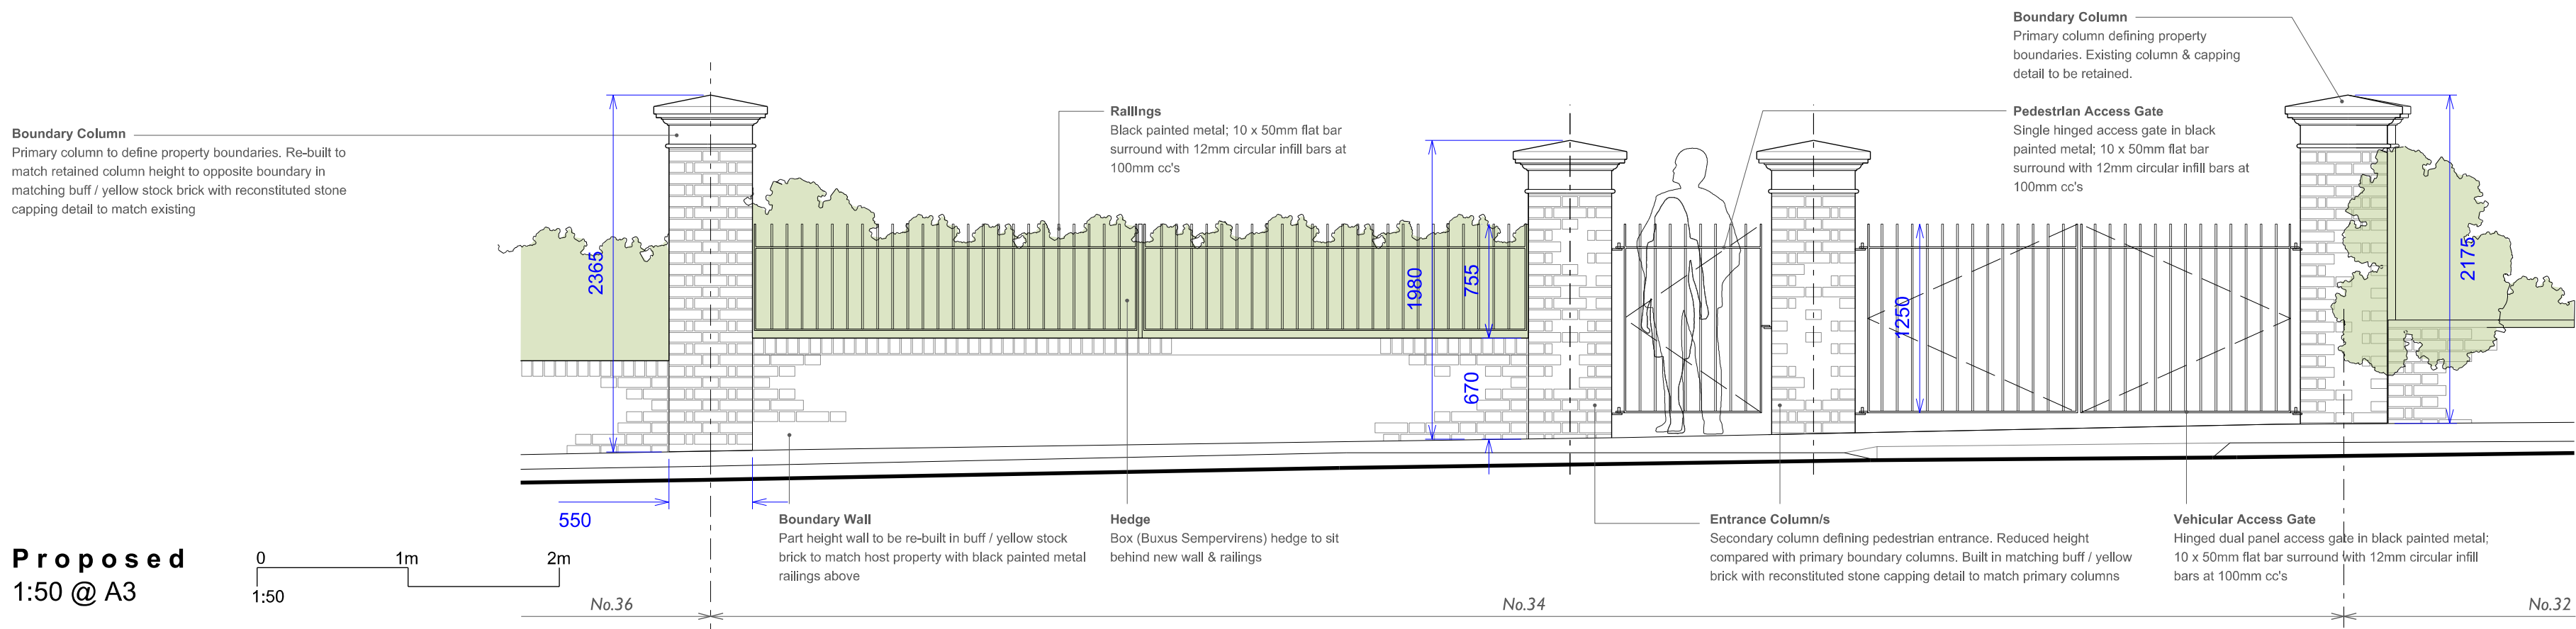 Boundary Column
Primary column defining property
boundaries. Existing column & capping
detail to be retained.
Boundary Column
Primary column to define property boundaries. Re-built to
match retained column height to opposite boundary in
matching buff / yellow stock brick with reconstituted stone
capping detail to match existing
Railings
Black painted metal; 10 x 50mm flat bar
surround with 12mm circular infill bars at
100mm cc's
Pedestrian Access Gate
Single hinged access gate in black
painted metal; 10 x 50mm flat bar
surround with 12mm circular infill bars at
100mm cc's
2365
1980
755
670
1250
2175
550
Boundary Wall
Part height wall to be re-built in buff / yellow stock
brick to match host property with black painted metal
railings above
Hedge
Box (Buxus Sempervirens) hedge to sit
behind new wall & railings
Entrance Column/s
Secondary column defining pedestrian entrance. Reduced height
compared with primary boundary columns. Built in matching buff / yellow
brick with reconstituted stone capping detail to match primary columns
Vehicular Access Gate
Hinged dual panel access gate in black painted metal;
10 x 50mm flat bar surround with 12mm circular infill
bars at 100mm cc's
Proposed
1:50 @ A3
0 1m 2m
1:50
No.36
No.34
No.32